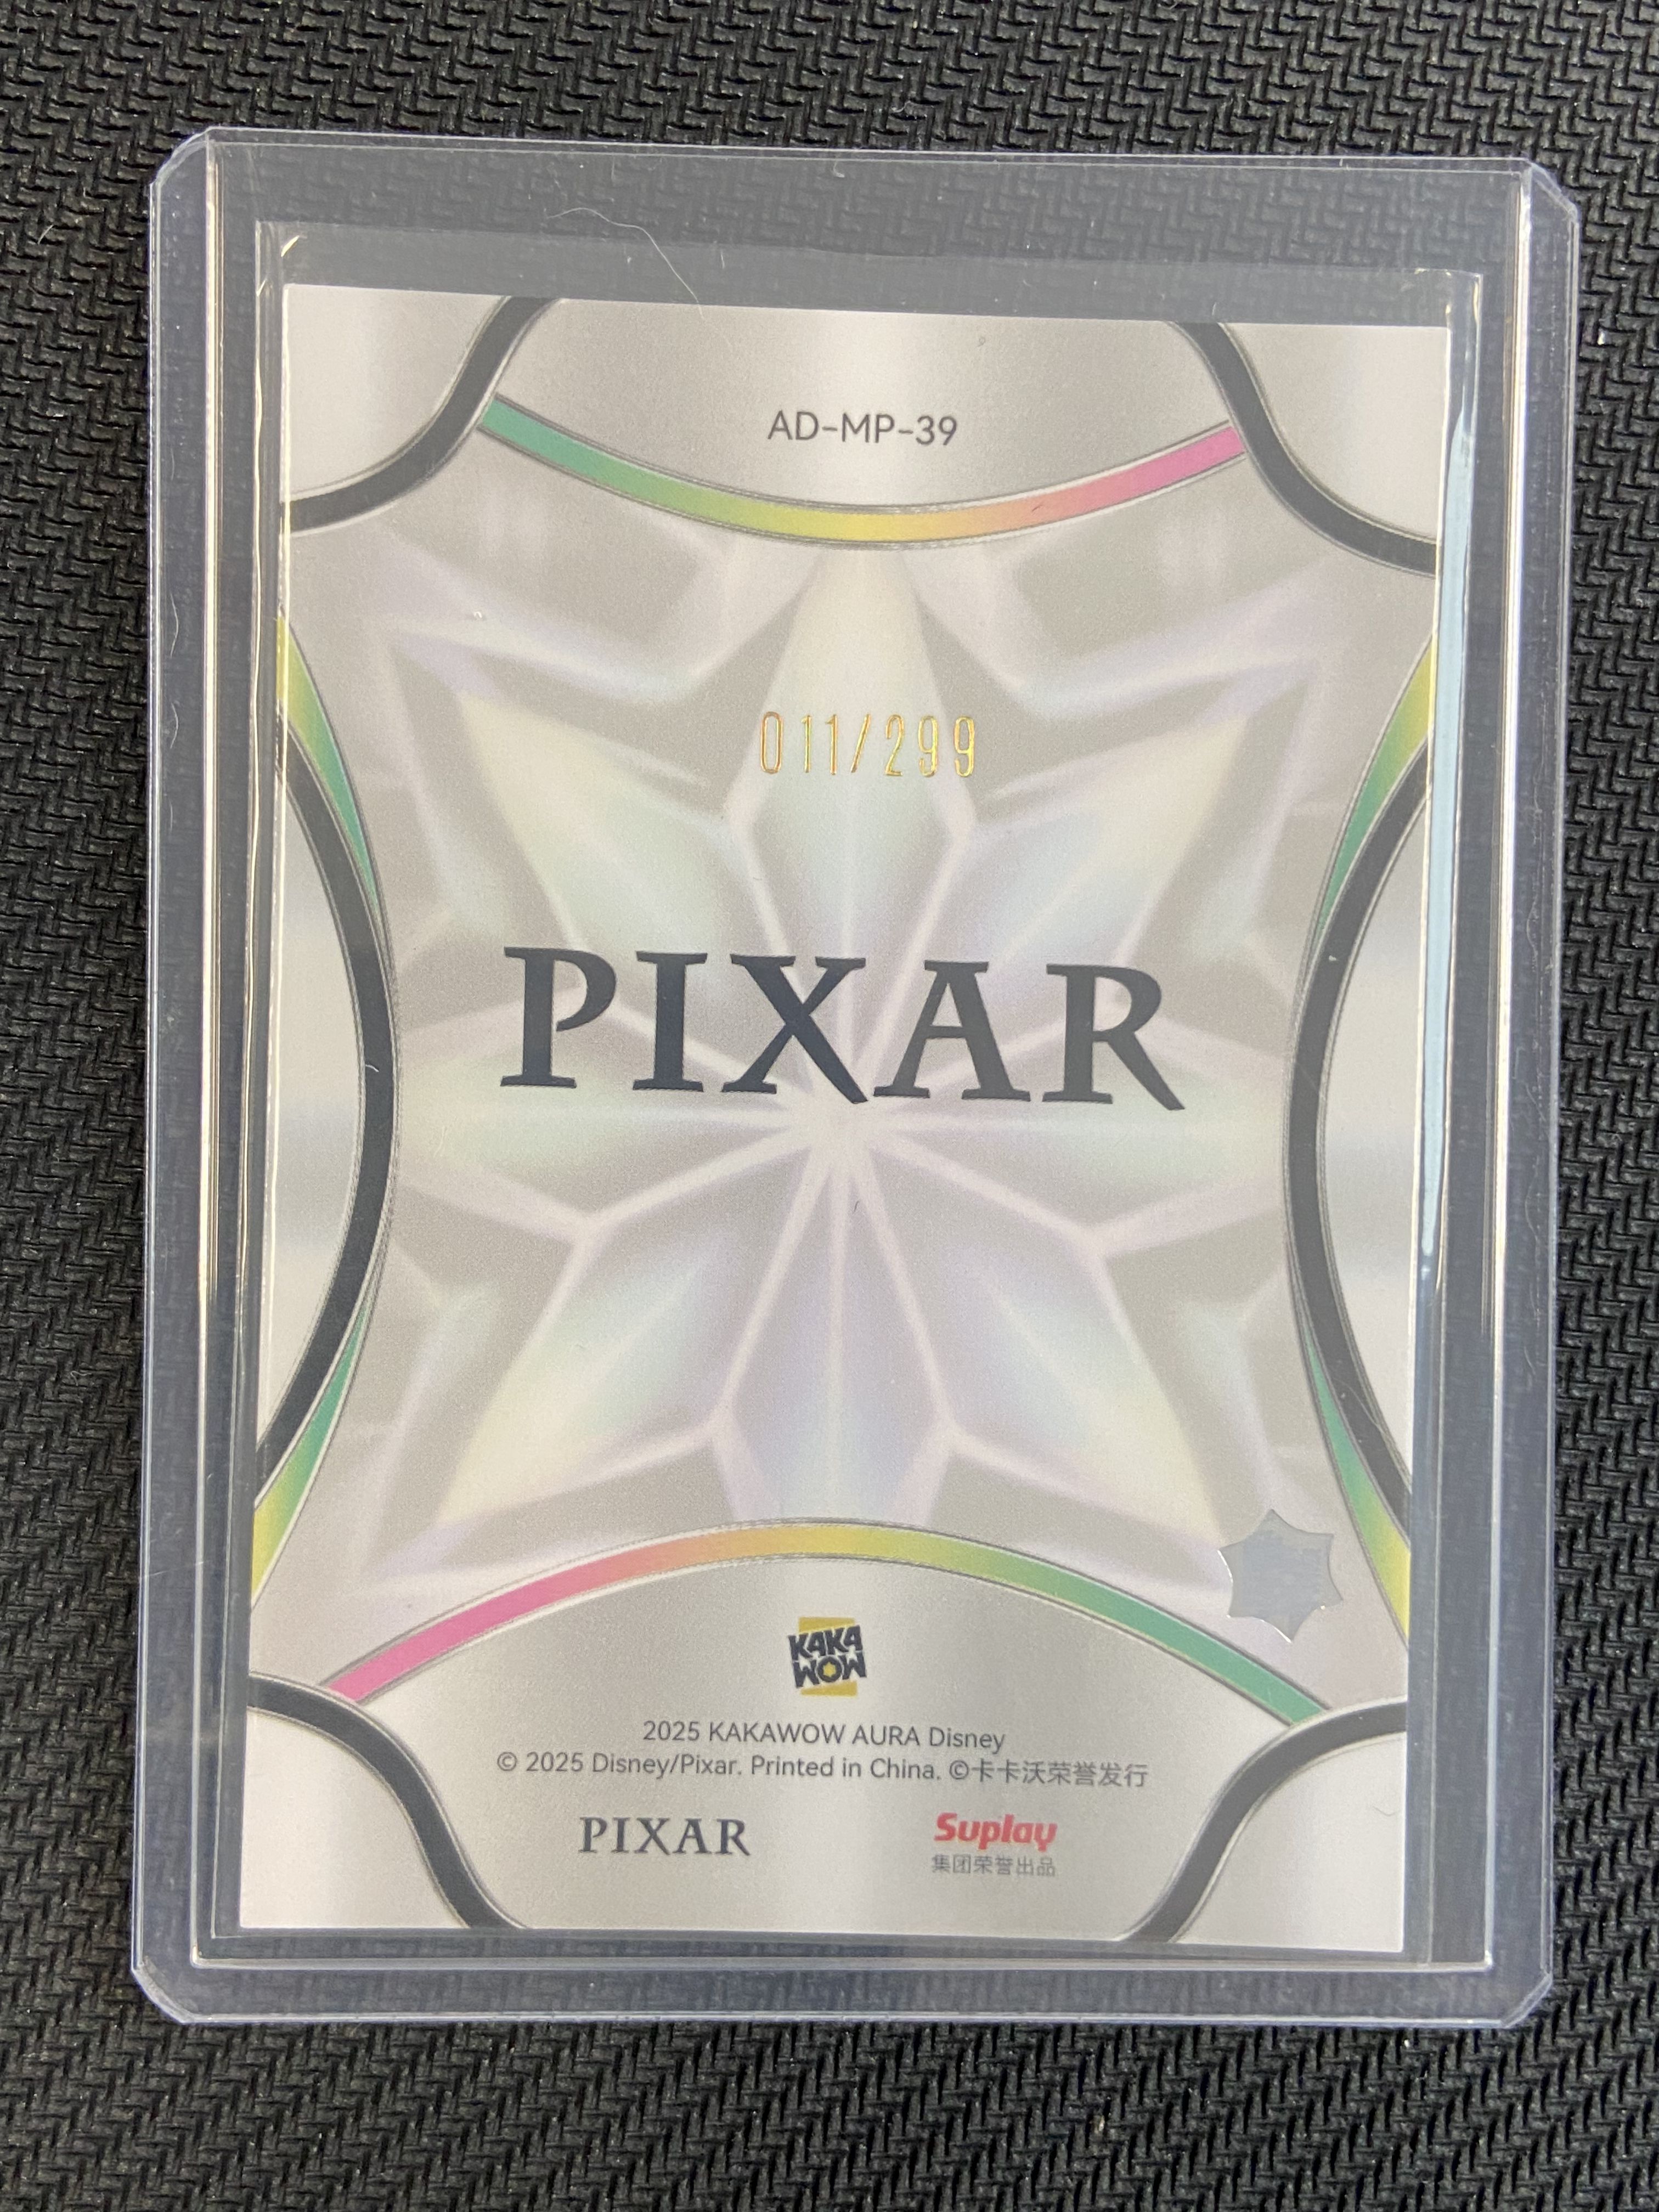 AD-MP-39
011/299
PIXAR
KAKA
WOW
2025 KAKAWOW AURA Disney
© 2025 Disney/Pixar. Printed in China. ©卡卡沃荣誉发行
PIXAR
Suplay
集团荣誉出品